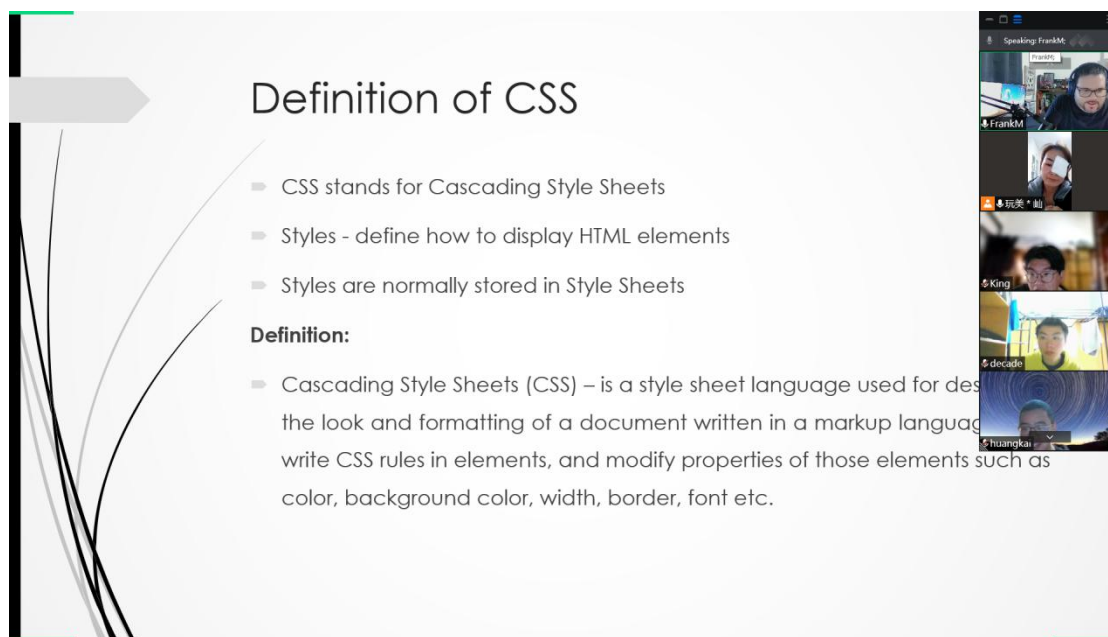 Definition of CSS
CSS stands for Cascading Style Sheets
Styles - define how to display HTML elements
Styles are normally stored in Style Sheets
Definition:
Cascading Style Sheets (CSS) – is a style sheet language used for des
the look and formatting of a document written in a markup languag
write CSS rules in elements, and modify properties of those elements such as
color, background color, width, border, font etc.
Speaking: FrankM;
FrankM;
FrankM
玩美 * 屾
King
decade
huangkai